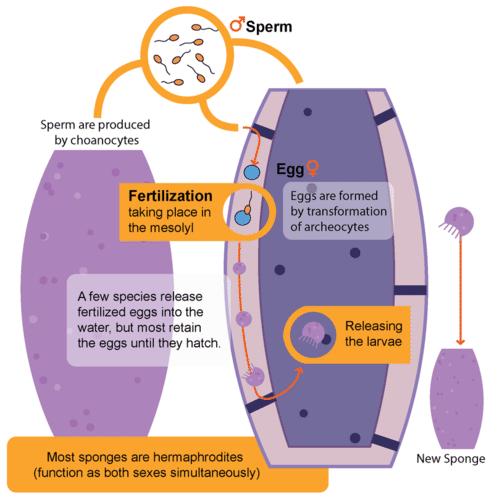 ♂Sperm
Sperm are produced
by choanocytes
Egg♀
Fertilization
taking place in
the mesolyl
Eggs are formed
by transformation
of archeocytes
A few species release
fertilized eggs into the
water, but most retain
the eggs until they hatch.
Releasing
the larvae
Most sponges are hermaphrodites
(function as both sexes simultaneously)
New Sponge